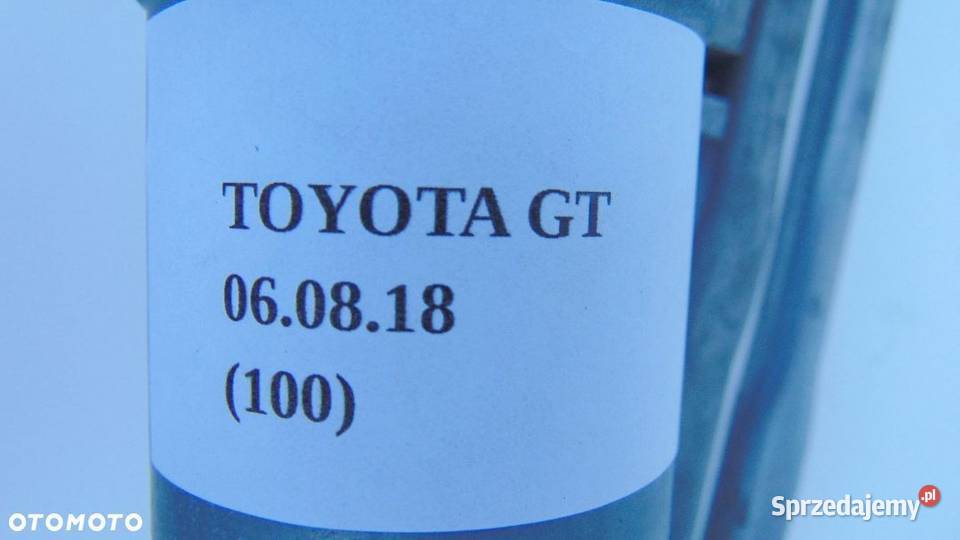 TOYOTA GT
06.08.18
(100)
OTOMOTO
Sprzedajemy.pl